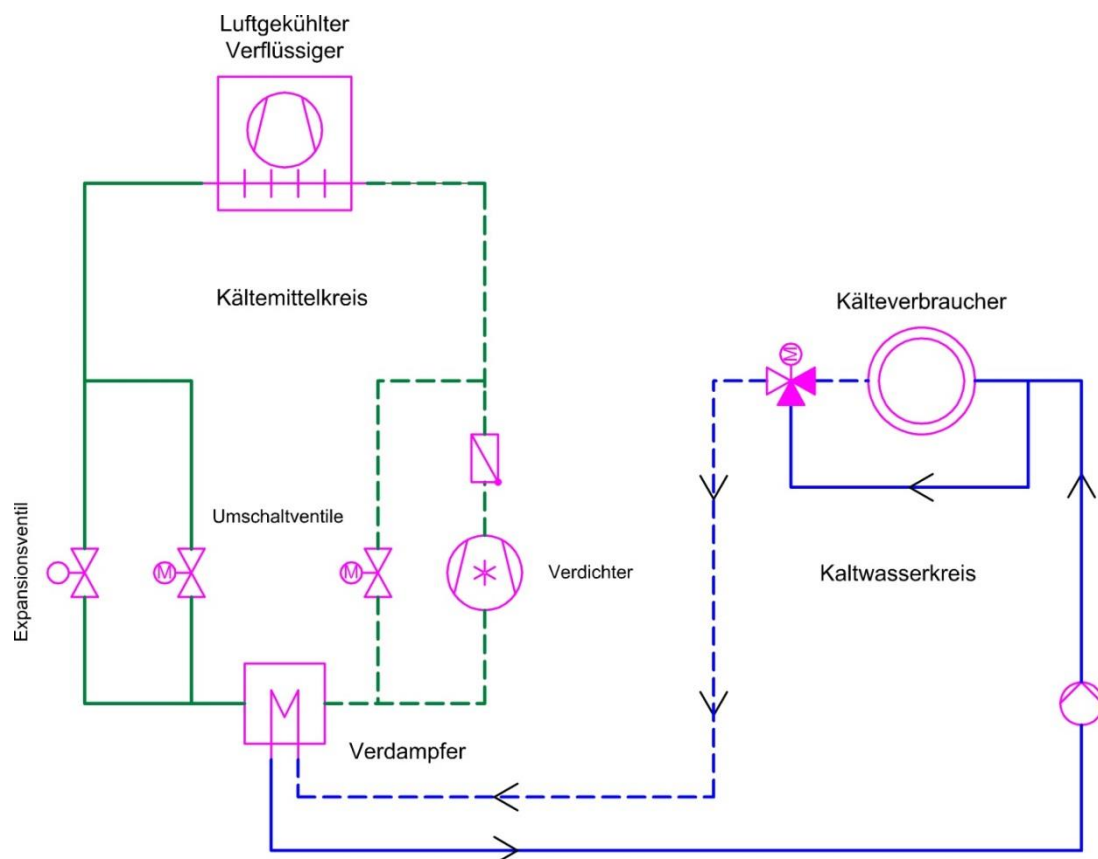 Luftgekühlter
Verflüssiger
Kältemittelkreis
Kälteverbraucher
M
Umschaltventile
Expansionsventil
M
M
Verdichter
Kaltwasserkreis
Verdampfer